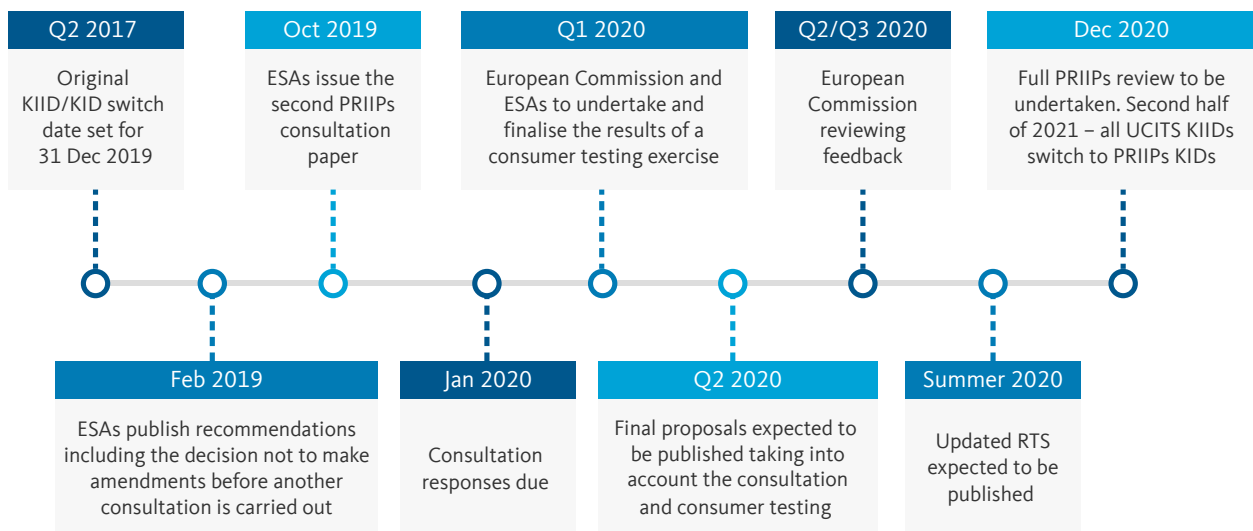 Q2 2017
Original
KIID/KID switch
date set for
31 Dec 2019
Oct 2019
ESAs issue the
second PRIIPs
consultation
paper
Q1 2020
European Commission and
ESAs to undertake and
finalise the results of a
consumer testing exercise
Q2/Q3 2020
European
Commission
reviewing
feedback
Dec 2020
Full PRIIPs review to be
undertaken. Second half
of 2021 – all UCITS KIIDs
switch to PRIIPs KIDs
Feb 2019
ESAs publish recommendations
including the decision not to make
amendments before another
consultation is carried out
Jan 2020
Consultation
responses due
Q2 2020
Final proposals expected to
be published taking into
account the consultation
and consumer testing
Summer 2020
Updated RTS
expected to be
published